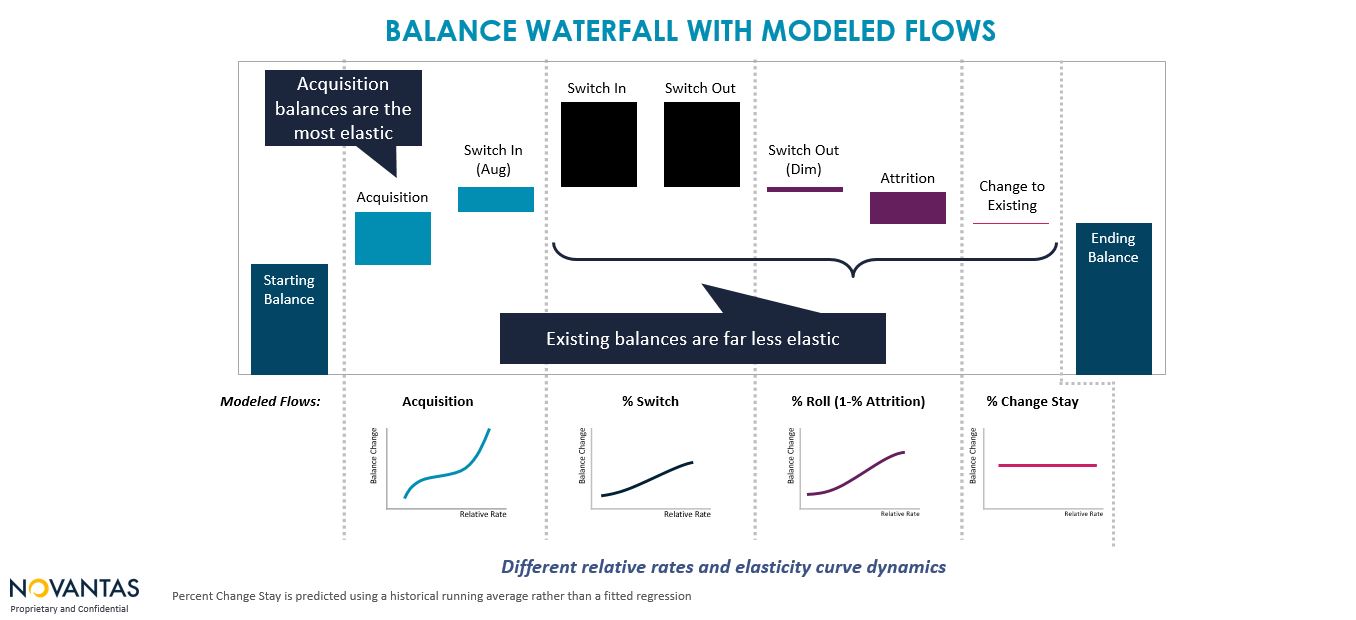 BALANCE WATERFALL WITH MODELED FLOWS
Acquisition
balances are the
most elastic
Switch In
Switch Out
Switch In
(Aug)
Switch Out
(Dim)
Acquisition
Attrition
Change to
Existing
Starting
Balance
Ending
Balance
Existing balances are far less elastic
Modeled Flows:
Acquisition
% Switch
% Roll (1-% Attrition)
% Change Stay
Balance Change
Relative Rate
Balance Change
Relative Rate
Balance Change
Relative Rate
Balance Change
Relative Rate
Different relative rates and elasticity curve dynamics
NOVANTAS
Proprietary and Confidential
Percent Change Stay is predicted using a historical running average rather than a fitted regression